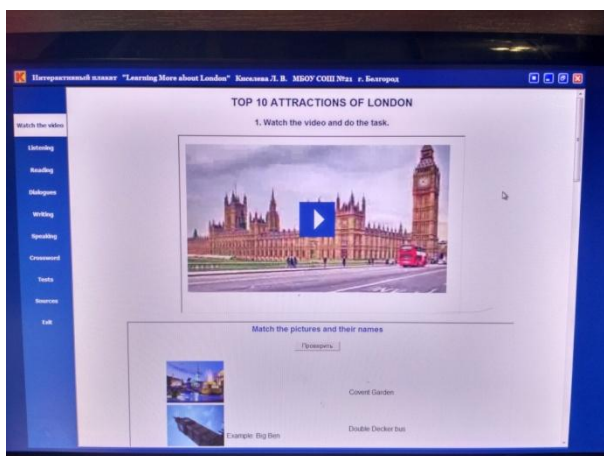 Интерактивный плакат "Learning More about London" Киселева Л. В. МБОУ СОШ №21 г. Белгород
TOP 10 ATTRACTIONS OF LONDON
1. Watch the video and do the task.
Watch the video
Listening
Reading
Dialogues
Writing
Speaking
Crossword
Tests
Sources
Exit
Match the pictures and their names
Проверить
Covent Garden
Example: Big Ben
Double Decker bus